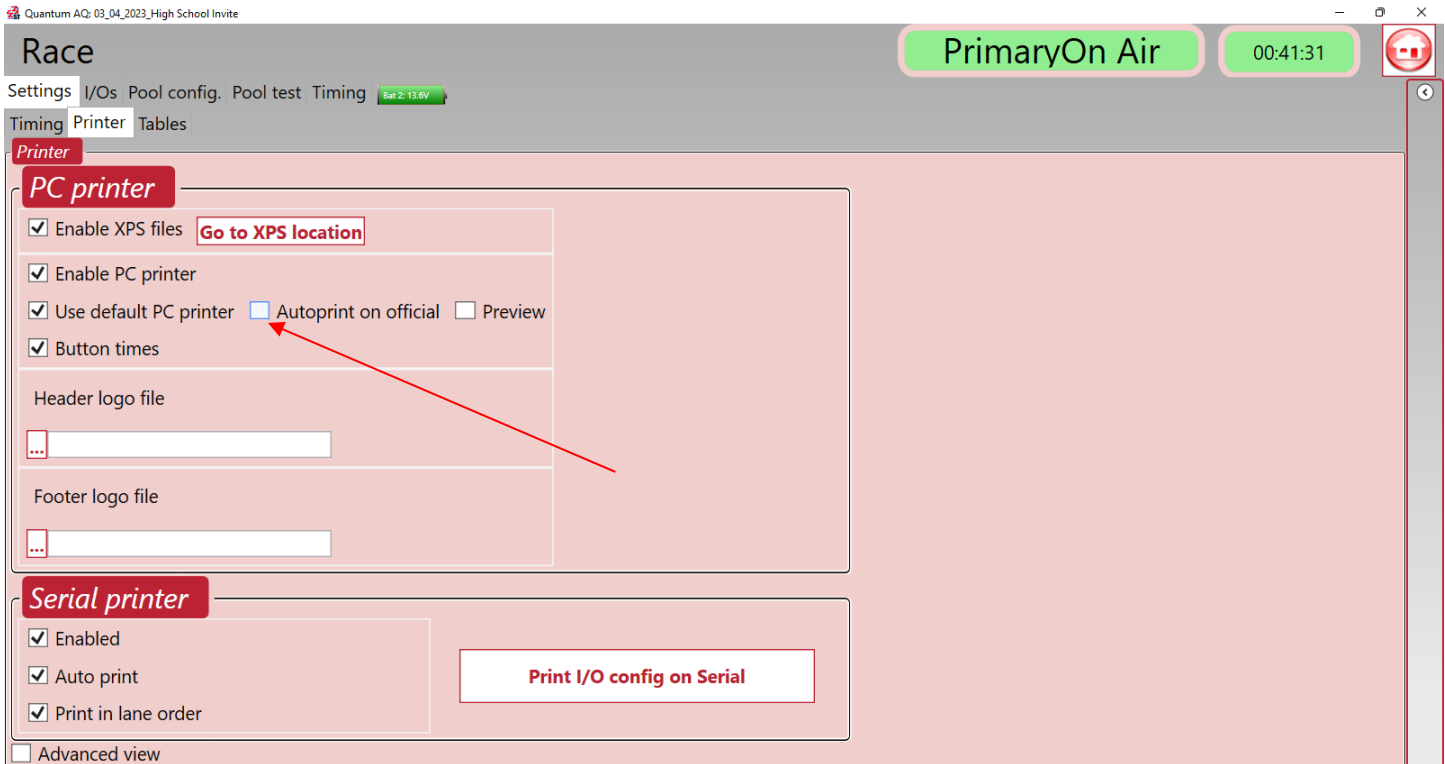 Quantum AQ: 03_04_2023_High School Invite
Race
PrimaryOn Air
00:41:31
Settings I/Os Pool config. Pool test Timing Bat 2: 13.6V
Timing Printer Tables
Printer
PC printer
Enable XPS files Go to XPS location
Enable PC printer
Use default PC printer Autoprint on official Preview
Button times
Header logo file
...
Footer logo file
...
Serial printer
Enabled
Auto print
Print I/O config on Serial
Print in lane order
Advanced view